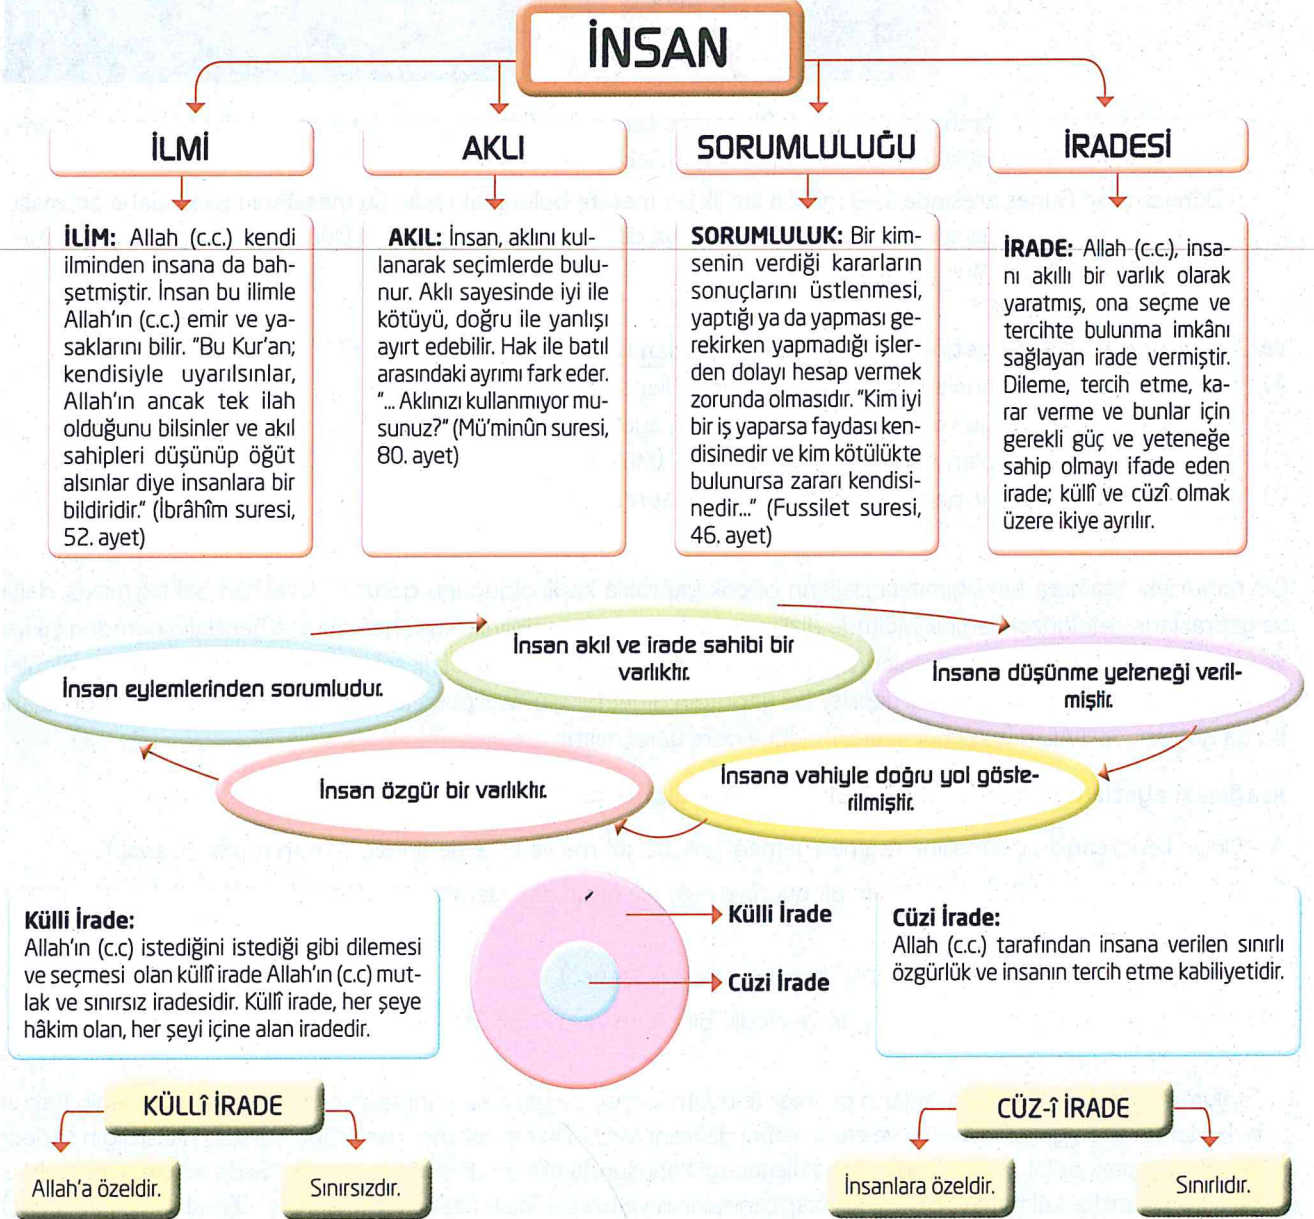 İNSAN
İLMİ
AKLI
SORUMLULUĞU
İRADESİ
İLİM: Allah (c.c.) kendi
ilminden insana da bah-
şetmiştir. İnsan bu ilimle
Allah'ın (c.c.) emir ve ya-
saklarını bilir. "Bu Kur'an;
kendisiyle uyarılsınlar,
Allah'ın ancak tek ilah
olduğunu bilsinler ve akıl
sahipleri düşünüp öğüt
alsınlar diye insanlara bir
bildiridir." (İbrâhîm suresi,
52. ayet)
AKIL: İnsan, aklını kul-
lanarak seçimlerde bulu-
nur. Aklı sayesinde iyi ile
kötüyü, doğru ile yanlışı
ayırt edebilir. Hak ile batıl
arasındaki ayrımı fark eder.
"... Aklınızı kullanmıyor mu-
sunuz?" (Mü'minûn suresi,
80. ayet)
SORUMLULUK: Bir kim-
senin verdiği kararların
sonuçlarını üstlenmesi,
yaptığı ya da yapması ge-
rekirken yapmadığı işler-
den dolayı hesap vermek
zorunda olmasıdır. "Kim iyi
bir iş yaparsa faydası ken-
disinedir ve kim kötülükte
bulunursa zararı kendisi-
nedir..." (Fussilet suresi,
46. ayet)
İRADE: Allah (c.c.), insa-
nı akıllı bir varlık olarak
yaratmış, ona seçme ve
tercihte bulunma imkânı
sağlayan irade vermiştir.
Dileme, tercih etme, ka-
rar verme ve bunlar için
gerekli güç ve yeteneğe
sahip olmayı ifade eden
irade; küllî ve cüzî olmak
üzere ikiye ayrılır.
İnsan eylemlerinden sorumludur.
İnsan akıl ve irade sahibi bir
varlıktır.
İnsana düşünme yeteneği veril-
miştir.
İnsan özgür bir varlıktır.
İnsana vahiyle doğru yol göste-
rilmiştir.
Külli İrade:
Allah'ın (c.c) istediğini istediği gibi dilemesi
ve seçmesi olan küllî irade Allah'ın (c.c) mut-
lak ve sınırsız iradesidir. Küllî irade, her şeye
hâkim olan, her şeyi içine alan iradedir.
Külli İrade
Cüzi İrade
Cüzi İrade:
Allah (c.c.) tarafından insana verilen sınırlı
özgürlük ve insanın tercih etme kabiliyetidir.
KÜLLî İRADE
Allah'a özeldir.
Sınırsızdır.
CÜZ-î İRADE
İnsanlara özeldir.
Sınırlıdır.